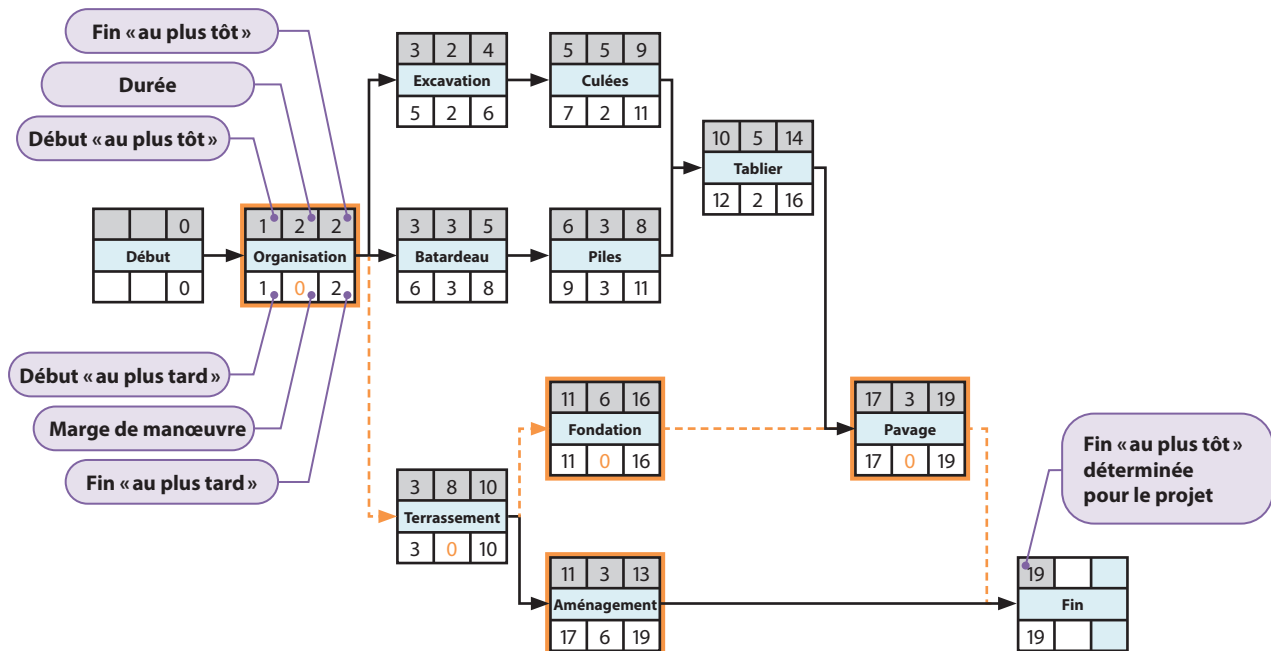 Fin « au plus tôt »
Durée
Début « au plus tôt »
3 2 4
Excavation
5 2 6
5 5 9
Culées
7 2 11
10 5 14
Tablier
12 2 16
0
Début
0
1 2 2
Organisation
1 0 2
3 3 5
Batardeau
6 3 8
6 3 8
Piles
9 3 11
Début « au plus tard »
Marge de manœuvre
Fin « au plus tard »
11 6 16
Fondation
11 0 16
17 3 19
Pavage
17 0 19
Fin « au plus tôt »
déterminée
pour le projet
3 8 10
Terrassement
3 0 10
11 3 13
Aménagement
17 6 19
19
Fin
19